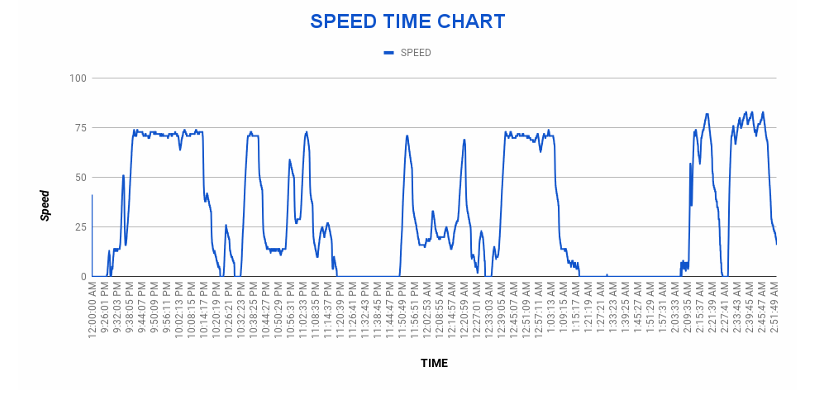 SPEED TIME CHART
SPEED
100
75
50
25
0
Speed
12:00:00 AM
9:26:01 PM
9:32:03 PM
9:38:05 PM
9:44:07 PM
9:50:09 PM
9:56:11 PM
10:02:13 PM
10:08:15 PM
10:14:17 PM
10:20:19 PM
10:26:21 PM
10:32:23 PM
10:38:25 PM
10:44:27 PM
10:50:29 PM
10:56:31 PM
11:02:33 PM
11:08:35 PM
11:14:37 PM
11:20:39 PM
11:26:41 PM
11:32:43 PM
11:38:45 PM
11:44:47 PM
11:50:49 PM
11:56:51 PM
12:02:53 AM
12:08:55 AM
12:14:57 AM
12:20:59 AM
12:27:01 AM
12:33:03 AM
12:39:05 AM
12:45:07 AM
12:51:09 AM
12:57:11 AM
1:03:13 AM
1:09:15 AM
1:15:17 AM
1:21:19 AM
1:27:21 AM
1:33:23 AM
1:39:25 AM
1:45:27 AM
1:51:29 AM
1:57:31 AM
2:03:33 AM
2:09:35 AM
2:15:37 AM
2:21:39 AM
2:27:41 AM
2:33:43 AM
2:39:45 AM
2:45:47 AM
2:51:49 AM
TIME